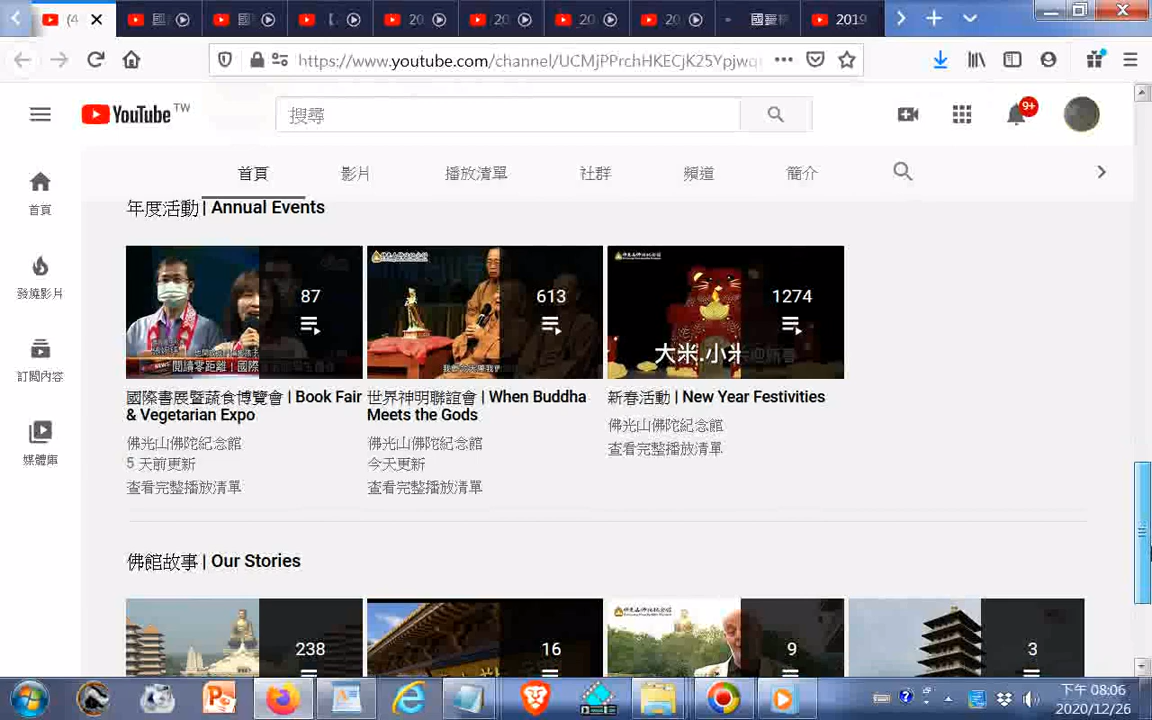 (4
20
20
20
20
2019
https://www.youtube.com/channel/UCMjPPrchHKECjK25Ypjwq
YouTube TW
搜尋
9+
首頁
影片
播放清單
社群
頻道
簡介
首頁
發燒影片
訂閱內容
媒體庫
年度活動 | Annual Events
87
613
1274
大米.小米
國際書展暨蔬食博覽會 | Book Fair & Vegetarian Expo
佛光山佛陀紀念館
5 天前更新
查看完整播放清單
世界神明聯誼會 | When Buddha Meets the Gods
佛光山佛陀紀念館
今天更新
查看完整播放清單
新春活動 | New Year Festivities
佛光山佛陀紀念館
查看完整播放清單
佛館故事 | Our Stories
238
16
9
3
下午 08:06
2020/12/26